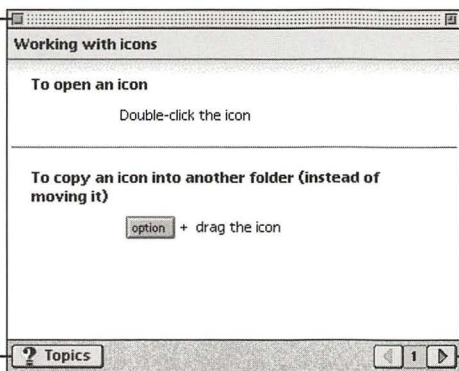 Working with icons
To open an icon
Double-click the icon
To copy an icon into another folder (instead of
moving it)
option + drag the icon
? Topics
1